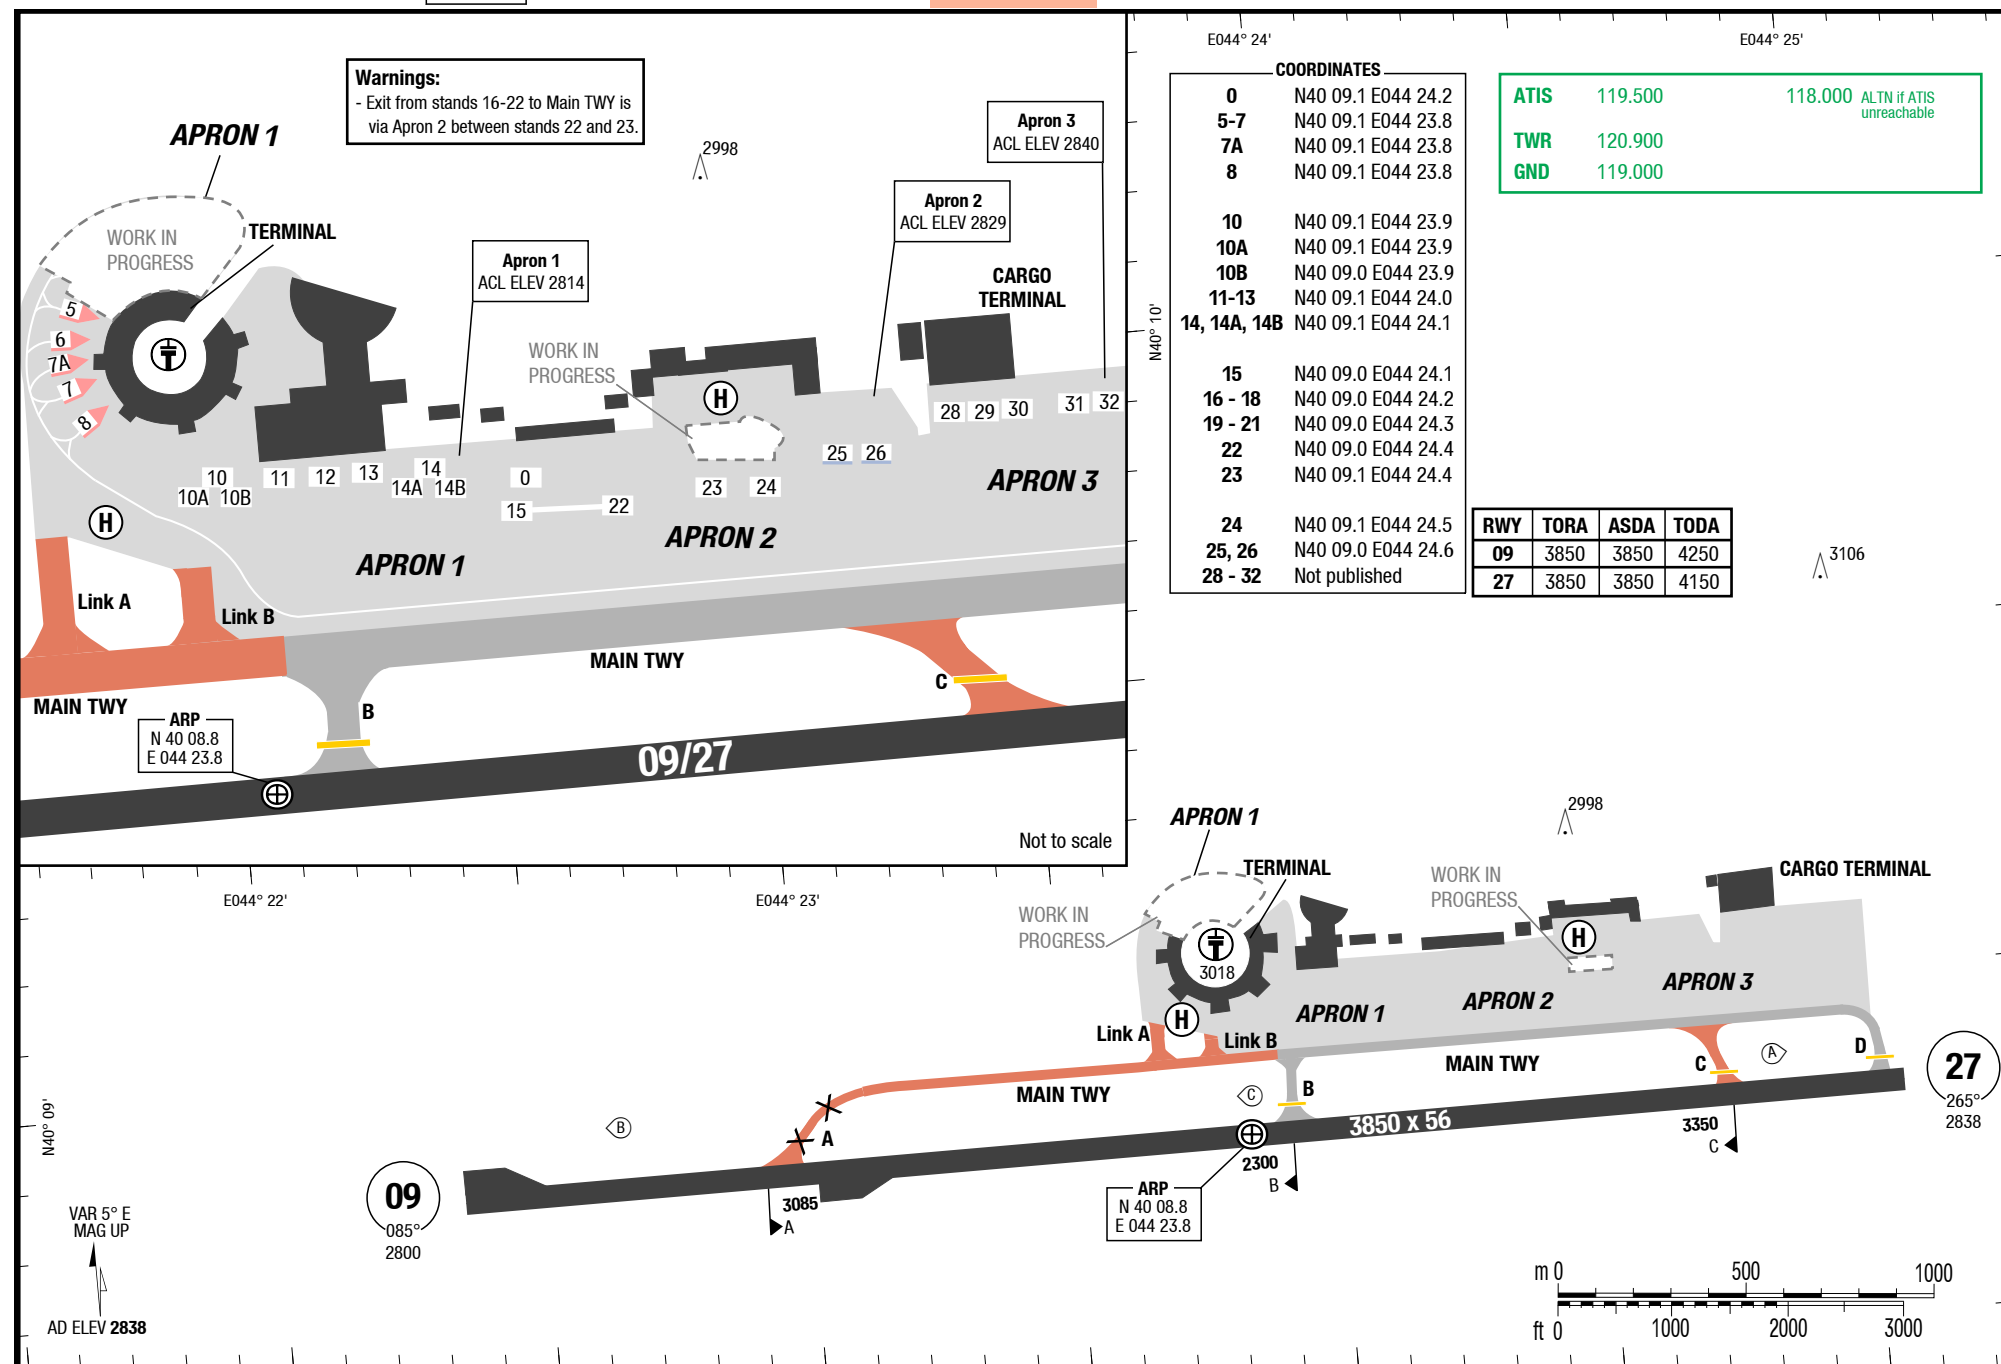 Warnings:
- Exit from stands 16-22 to Main TWY is
via Apron 2 between stands 22 and 23.
APRON 1
WORK IN
PROGRESS
TERMINAL
Apron 1
ACL ELEV 2814
2998
Apron 2
ACL ELEV 2829
Apron 3
ACL ELEV 2840
CARGO
TERMINAL
WORK IN
PROGRESS
H
5
6
7A
7
8
10
10A 10B
11
12
13
14
14A 14B
0
15
22
23
24
25
26
28
29
30
31
32
H
APRON 1
APRON 2
APRON 3
Link A
Link B
MAIN TWY
MAIN TWY
B
C
ARP
N 40 08.8
E 044 23.8
09/27
Not to scale
E044° 24'
E044° 25'
N40° 10'
COORDINATES
0 N40 09.1 E044 24.2
5-7 N40 09.1 E044 23.8
7A N40 09.1 E044 23.8
8 N40 09.1 E044 23.8
10 N40 09.1 E044 23.9
10A N40 09.1 E044 23.9
10B N40 09.0 E044 23.9
11-13 N40 09.1 E044 24.0
14, 14A, 14B N40 09.1 E044 24.1
15 N40 09.0 E044 24.1
16 - 18 N40 09.0 E044 24.2
19 - 21 N40 09.0 E044 24.3
22 N40 09.0 E044 24.4
23 N40 09.1 E044 24.4
24 N40 09.1 E044 24.5
25, 26 N40 09.0 E044 24.6
28 - 32 Not published
ATIS 119.500 118.000 ALTN if ATIS
unreachable
TWR 120.900
GND 119.000
RWY TORA ASDA TODA
09 3850 3850 4250
27 3850 3850 4150
3106
E044° 22'
E044° 23'
N40° 09'
APRON 1
2998
TERMINAL
WORK IN
PROGRESS
WORK IN
PROGRESS
CARGO TERMINAL
3018
H
H
APRON 1
APRON 2
APRON 3
Link A
Link B
MAIN TWY
MAIN TWY
A
B
C
D
A
B
C
3850 x 56
27
265°
2838
09
085°
2800
3085
A
2300
B
3350
C
ARP
N 40 08.8
E 044 23.8
VAR 5° E
MAG UP
AD ELEV 2838
m 0 500 1000
ft 0 1000 2000 3000